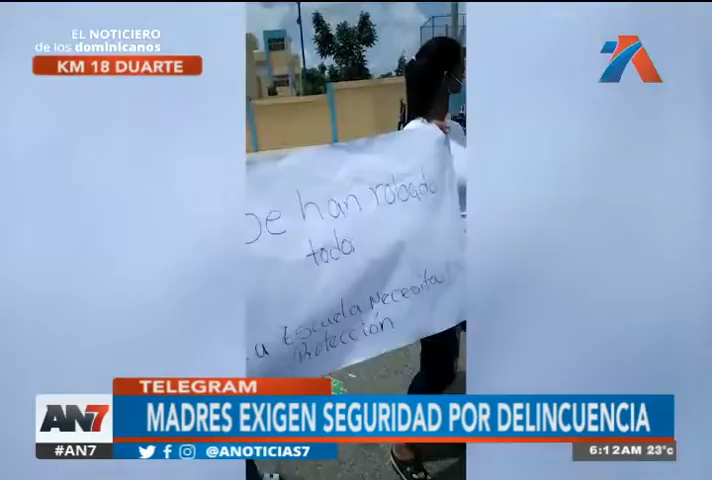 EL NOTICIERO
de los dominicanos
KM 18 DUARTE
Se han robado
todo
La Escuela Necesita
Protección
TELEGRAM
AN7
MADRES EXIGEN SEGURIDAD POR DELINCUENCIA
#AN7
@ANOTICIAS7
6:12AM 23°C